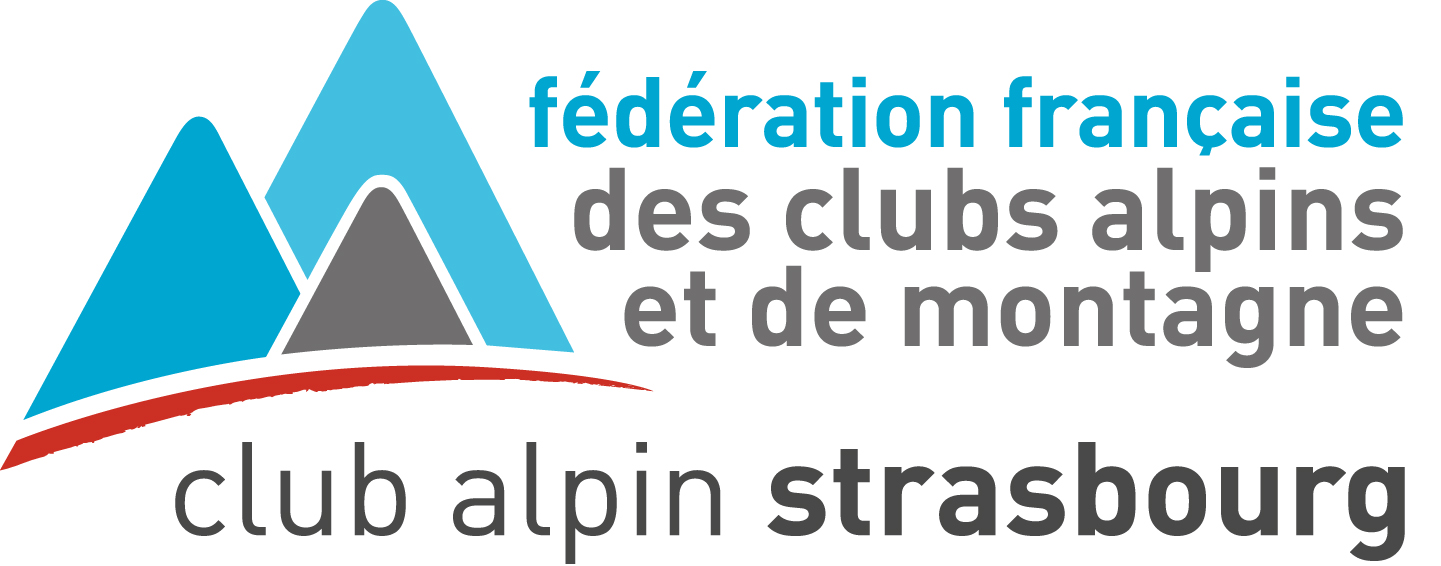 fédération française
des clubs alpins
et de montagne
club alpin strasbourg